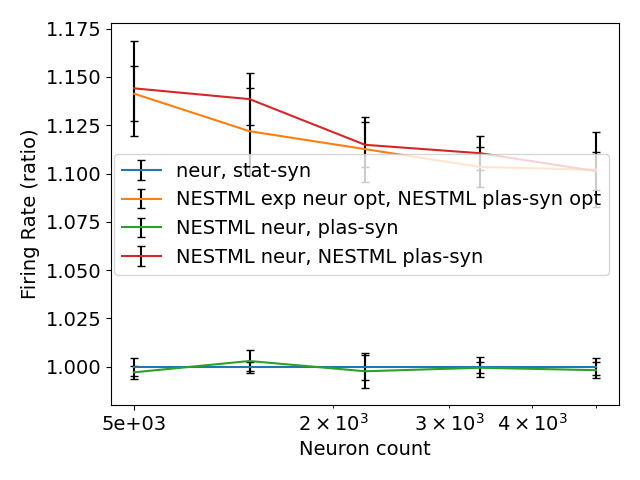 1.175
1.150
1.125
1.100
1.075
1.050
1.025
1.000
Firing Rate (ratio)
neur, stat-syn
NESTML exp neur opt, NESTML plas-syn opt
NESTML neur, plas-syn
NESTML neur, NESTML plas-syn
5e+03
2 × 10³
3 × 10³
4 × 10³
Neuron count